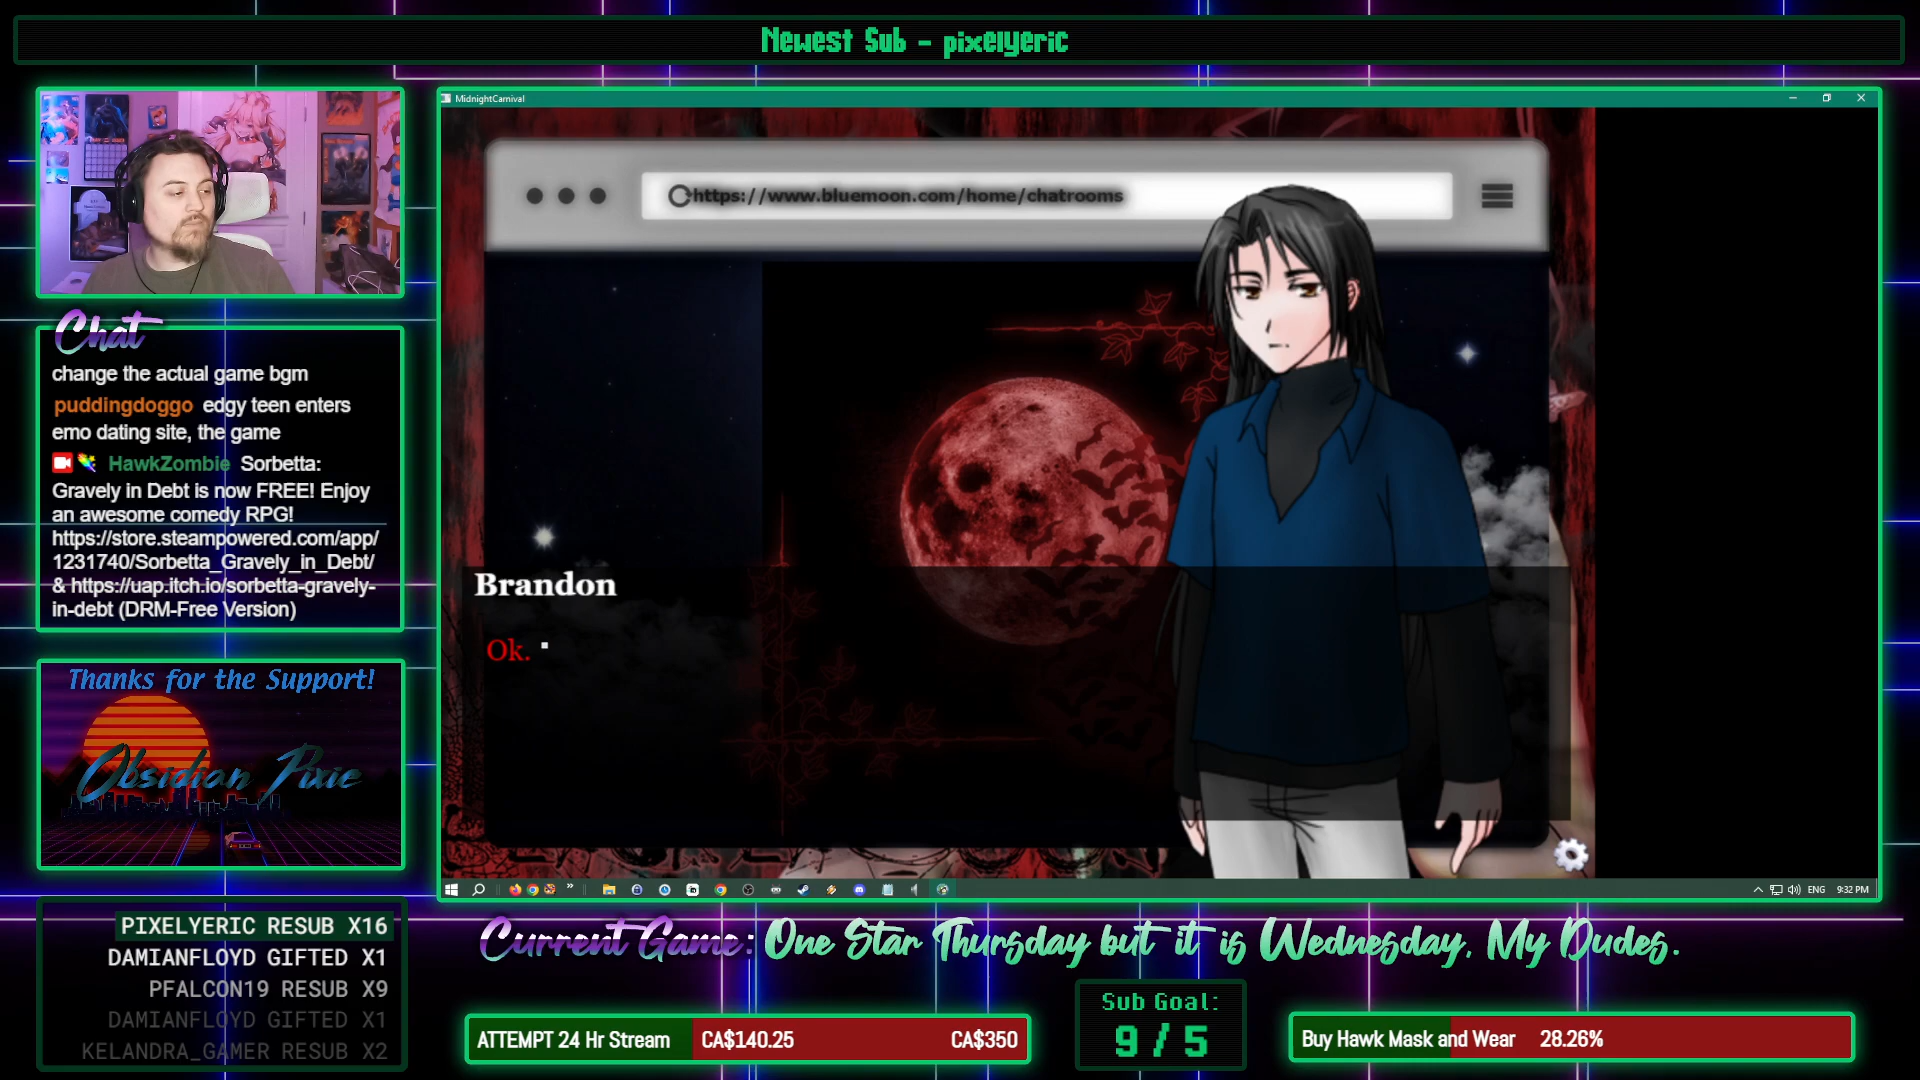 Newest Sub - pixelyeric
MidnightCarnival
https://www.bluemoon.com/home/chatrooms
Chat
change the actual game bgm
puddingdoggo edgy teen enters
emo dating site, the game
HawkZombie Sorbetta:
Gravely in Debt is now FREE! Enjoy
an awesome comedy RPG!
https://store.steampowered.com/app/
1231740/Sorbetta_Gravely_in_Debt/
& https://uap.itch.io/sorbetta-gravely-
in-debt (DRM-Free Version)
Brandon
Ok.
Thanks for the Support!
Obsidian Pixie
ENG 9:32 PM
PIXELYERIC RESUB X16
DAMIANFLOYD GIFTED X1
PFALCON19 RESUB X9
DAMIANFLOYD GIFTED X1
KELANDRA_GAMER RESUB X2
Current Game: One Star Thursday but it is Wednesday, My Dudes.
ATTEMPT 24 Hr Stream CA$140.25 CA$350
Sub Goal:
9 / 5
Buy Hawk Mask and Wear 28.26%